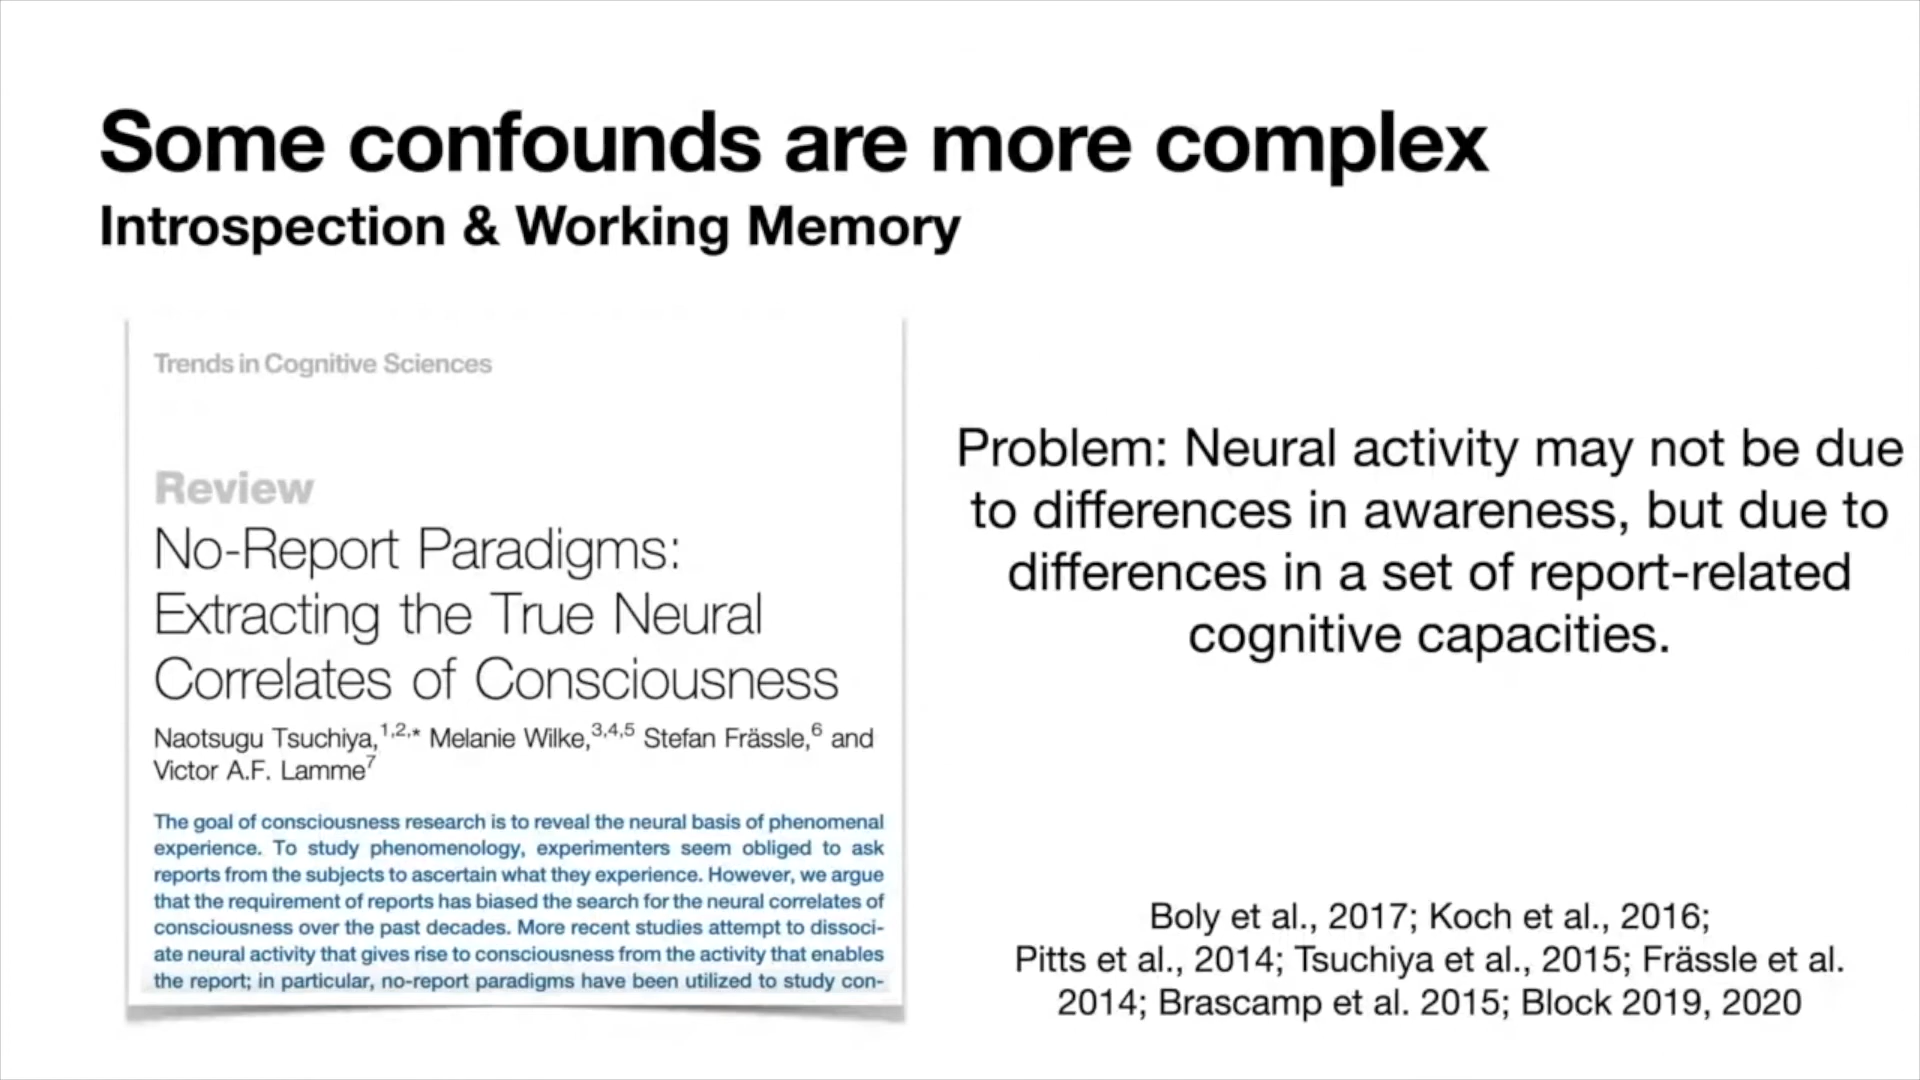 Some confounds are more complex
Introspection & Working Memory
Trends in Cognitive Sciences
Review
No-Report Paradigms:
Extracting the True Neural
Correlates of Consciousness
Naotsugu Tsuchiya,1,2,* Melanie Wilke,3,4,5 Stefan Frässle,6 and
Victor A.F. Lamme7
The goal of consciousness research is to reveal the neural basis of phenomenal
experience. To study phenomenology, experimenters seem obliged to ask
reports from the subjects to ascertain what they experience. However, we argue
that the requirement of reports has biased the search for the neural correlates of
consciousness over the past decades. More recent studies attempt to dissoci-
ate neural activity that gives rise to consciousness from the activity that enables
the report; in particular, no-report paradigms have been utilized to study con-
Problem: Neural activity may not be due
to differences in awareness, but due to
differences in a set of report-related
cognitive capacities.
Boly et al., 2017; Koch et al., 2016;
Pitts et al., 2014; Tsuchiya et al., 2015; Frässle et al.
2014; Brascamp et al. 2015; Block 2019, 2020